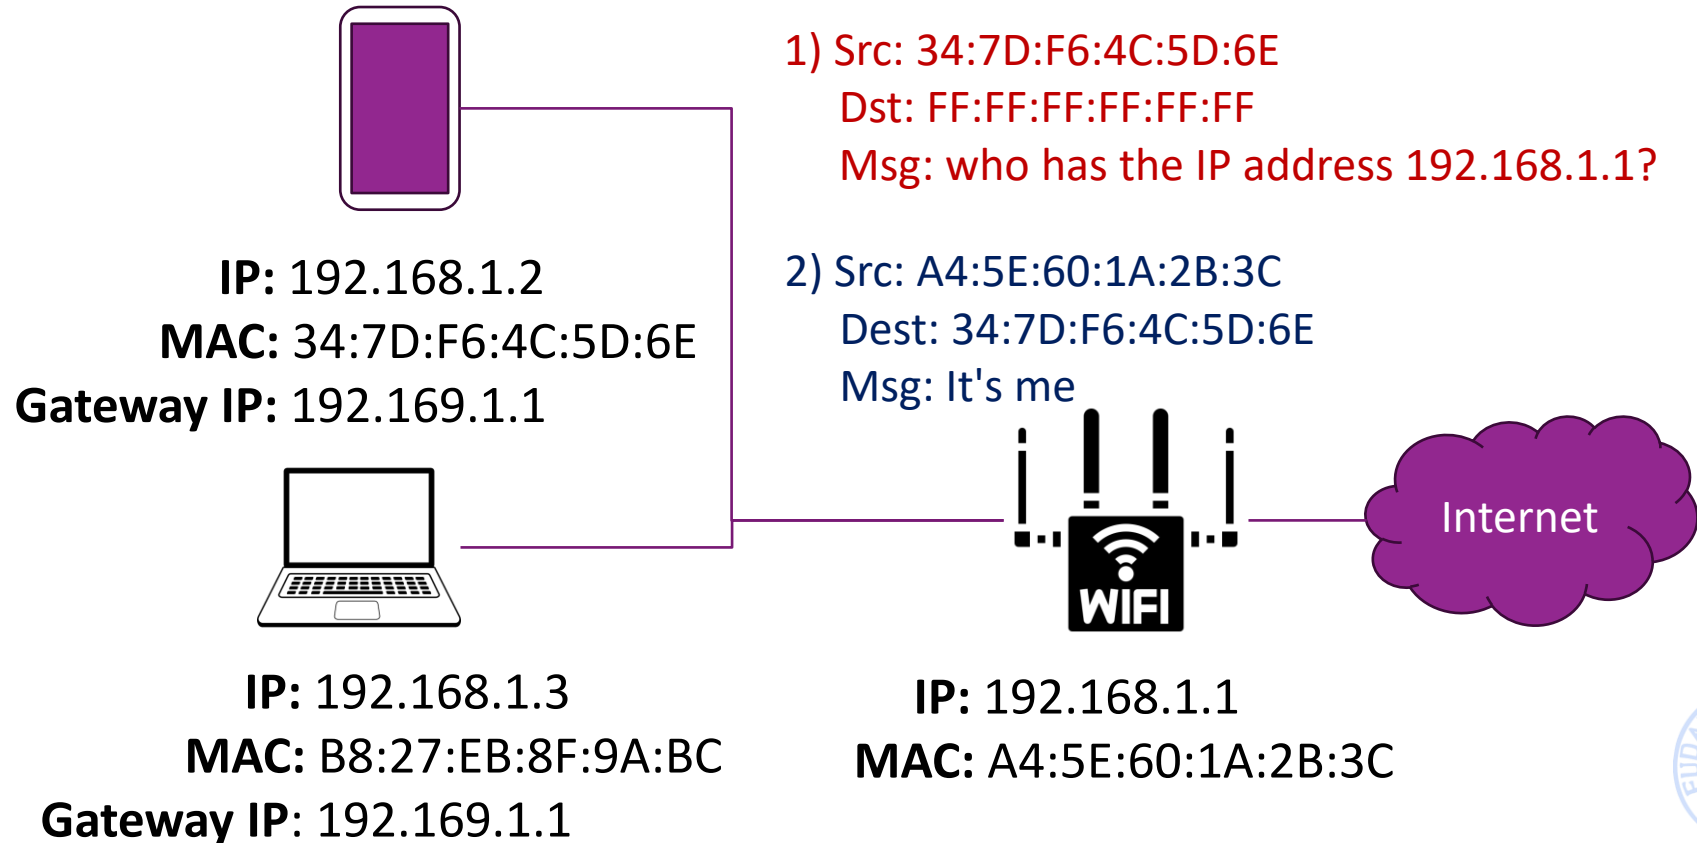 1) Src: 34:7D:F6:4C:5D:6E
Dst: FF:FF:FF:FF:FF:FF
Msg: who has the IP address 192.168.1.1?
IP: 192.168.1.2
MAC: 34:7D:F6:4C:5D:6E
Gateway IP: 192.169.1.1
2) Src: A4:5E:60:1A:2B:3C
Dest: 34:7D:F6:4C:5D:6E
Msg: It's me
WIFI
Internet
IP: 192.168.1.3
MAC: B8:27:EB:8F:9A:BC
Gateway IP: 192.169.1.1
IP: 192.168.1.1
MAC: A4:5E:60:1A:2B:3C